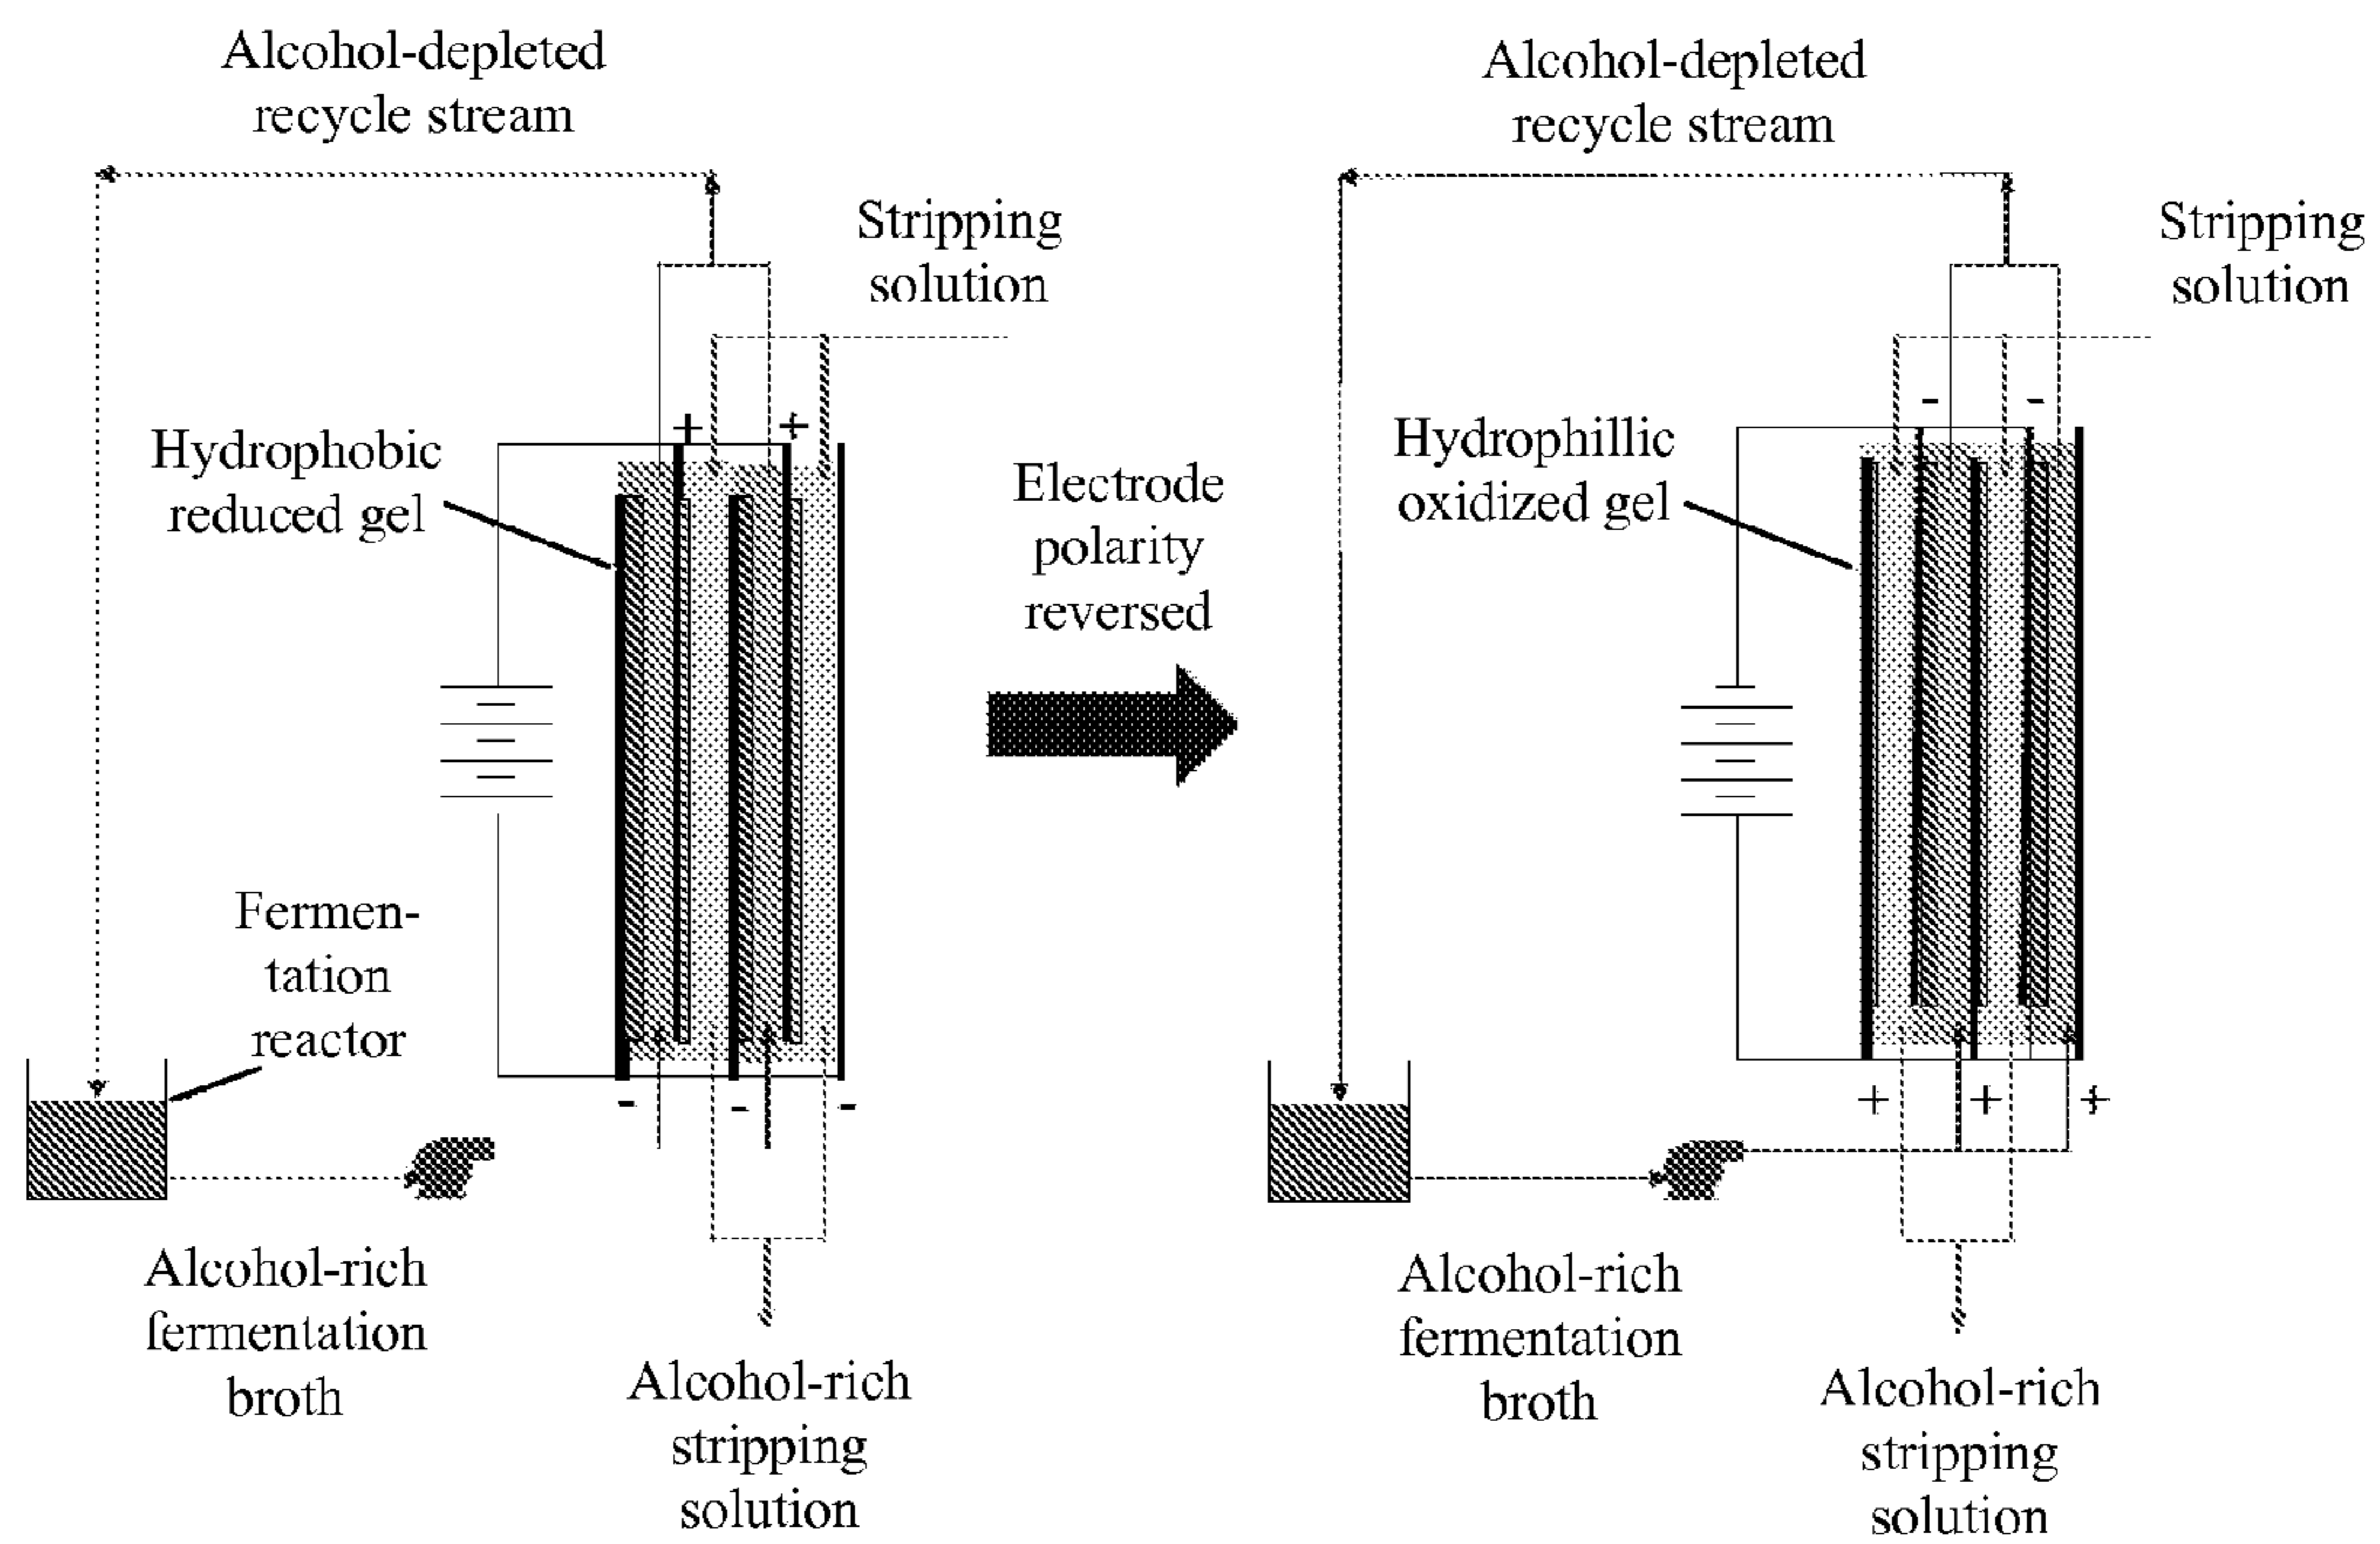 Alcohol-depleted
recycle stream
Stripping
solution
+
+
Hydrophobic
reduced gel
Fermen-
tation
reactor
-
-
-
Alcohol-rich
fermentation
broth
Alcohol-rich
stripping
solution
Electrode
polarity
reversed
Alcohol-depleted
recycle stream
Stripping
solution
-
-
Hydrophillic
oxidized gel
+
+
+
Alcohol-rich
fermentation
broth
Alcohol-rich
stripping
solution